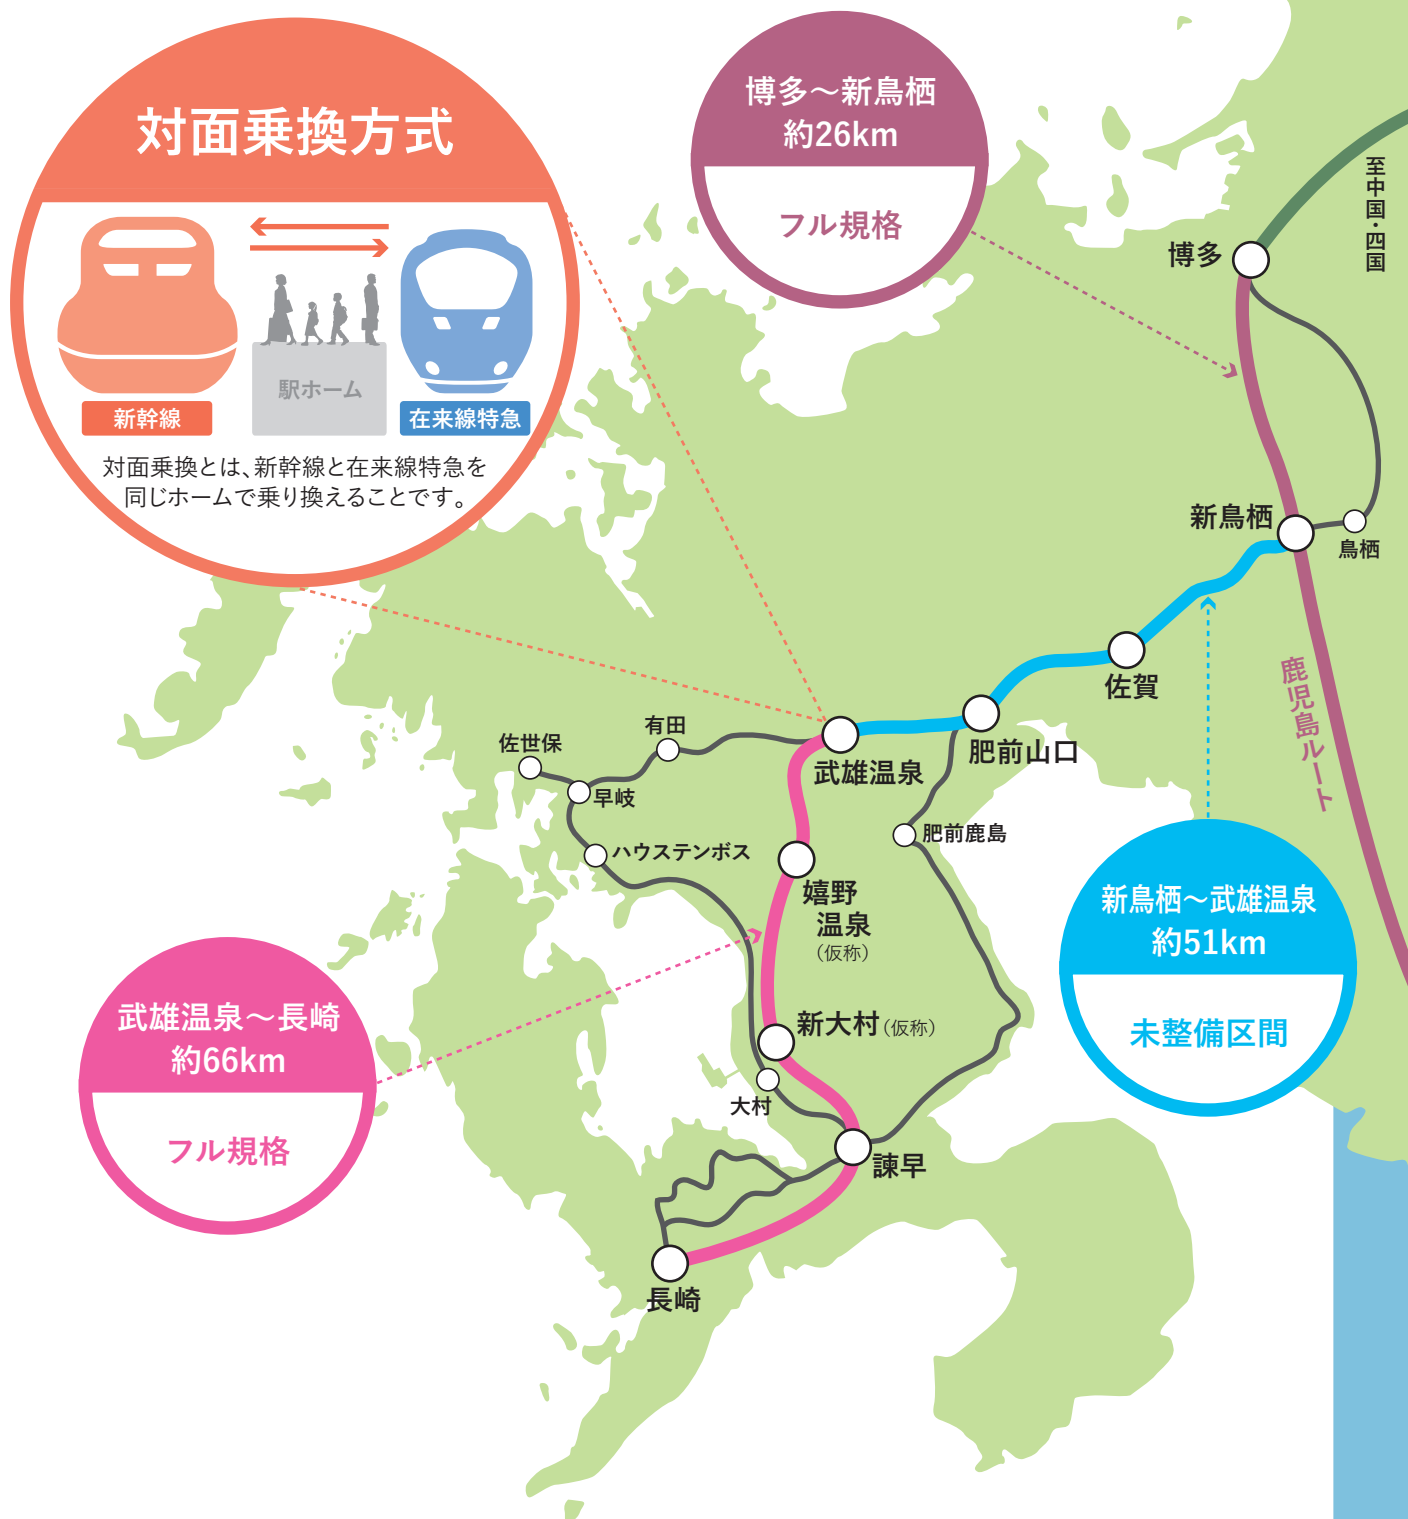 対面乗換方式
駅ホーム
新幹線
在来線特急
対面乗換とは、新幹線と在来線特急を
同じホームで乗り換えることです。
博多～新鳥栖
約26km
フル規格
至中国・四国
博多
新鳥栖
鳥栖
佐賀
鹿児島ルート
肥前山口
武雄温泉
有田
佐世保
早岐
ハウステンボス
肥前鹿島
嬉野
温泉
（仮称）
新大村（仮称）
大村
諫早
長崎
新鳥栖～武雄温泉
約51km
未整備区間
武雄温泉～長崎
約66km
フル規格